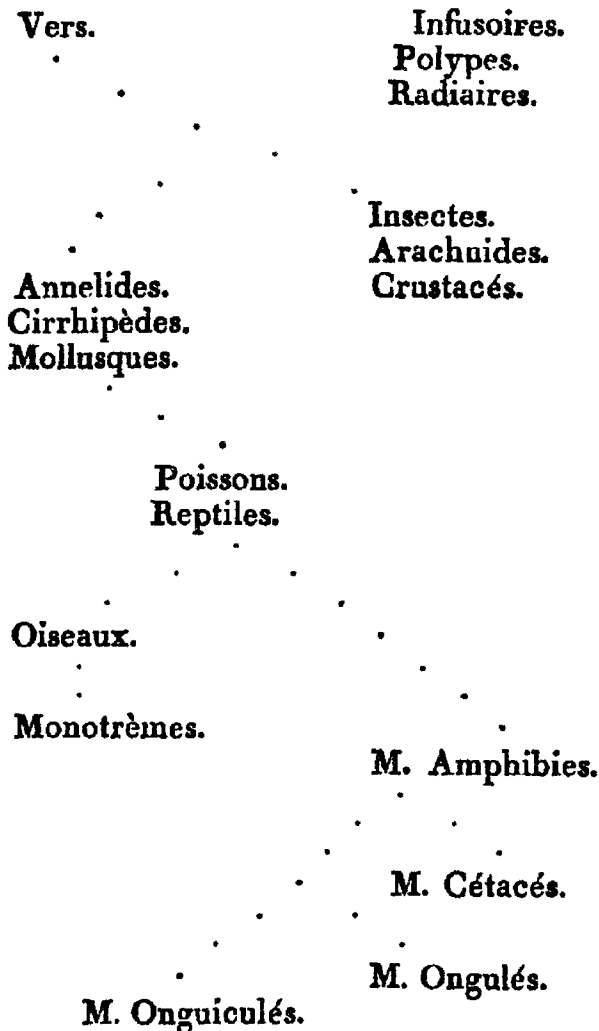 Vers.
Infusoires.
Polypes.
Radiaires.
Insectes.
Arachnides.
Crustacés.
Annelides.
Cirrhipèdes.
Mollusques.
Poissons.
Reptiles.
Oiseaux.
Monotrèmes.
M. Amphibies.
M. Cétacés.
M. Ongulés.
M. Onguiculés.